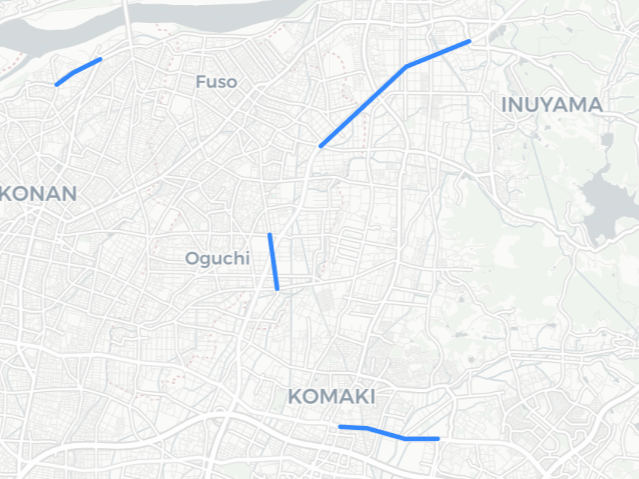 Fuso
INUYAMA
KONAN
Oguchi
KOMAKI